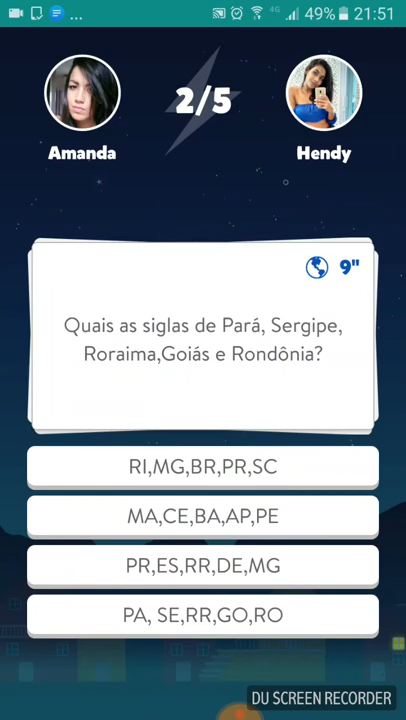 ... 4G 49% 21:51
2/5
Amanda Hendy
9"
Quais as siglas de Pará, Sergipe,
Roraima,Goiás e Rondônia?
RI,MG,BR,PR,SC
MA,CE,BA,AP,PE
PR,ES,RR,DE,MG
PA, SE,RR,GO,RO
DU SCREEN RECORDER